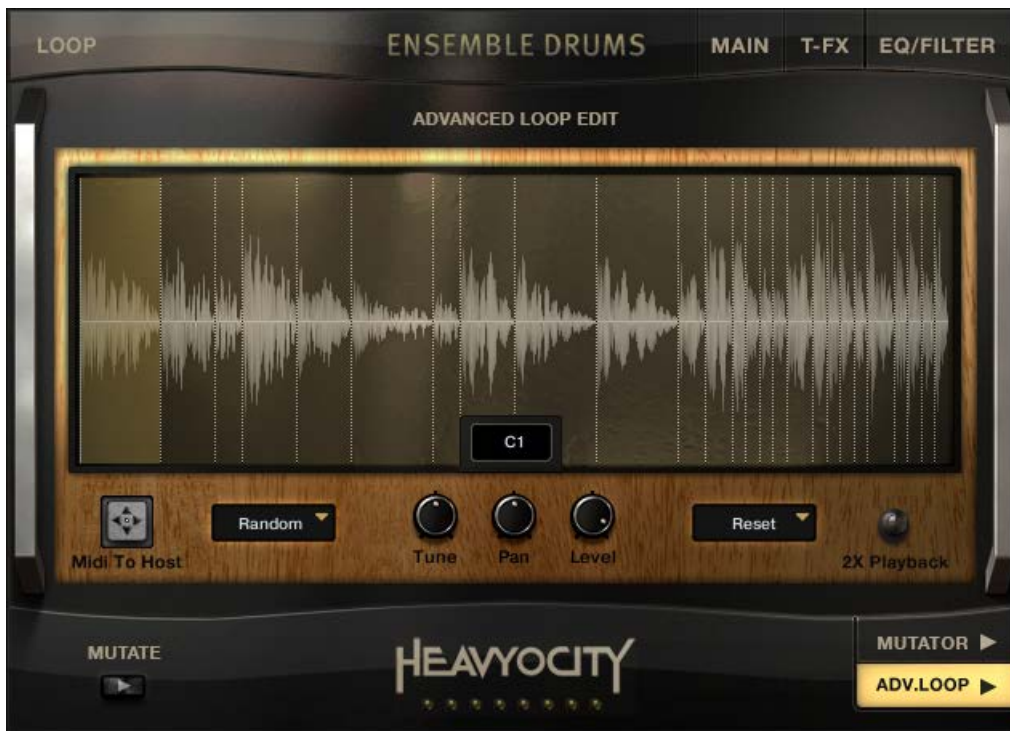 LOOP
ENSEMBLE DRUMS
MAIN
T-FX
EQ/FILTER
ADVANCED LOOP EDIT
C1
Random
Reset
Midi To Host
Tune
Pan
Level
2X Playback
MUTATE
HEAVYOCITY
MUTATOR
ADV.LOOP